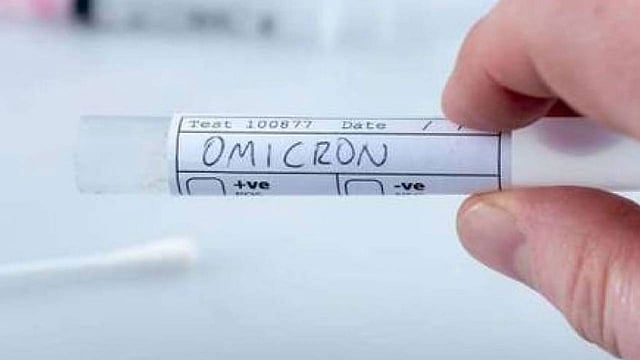 Test 100877 Date / /
OMICRON
+ve -ve